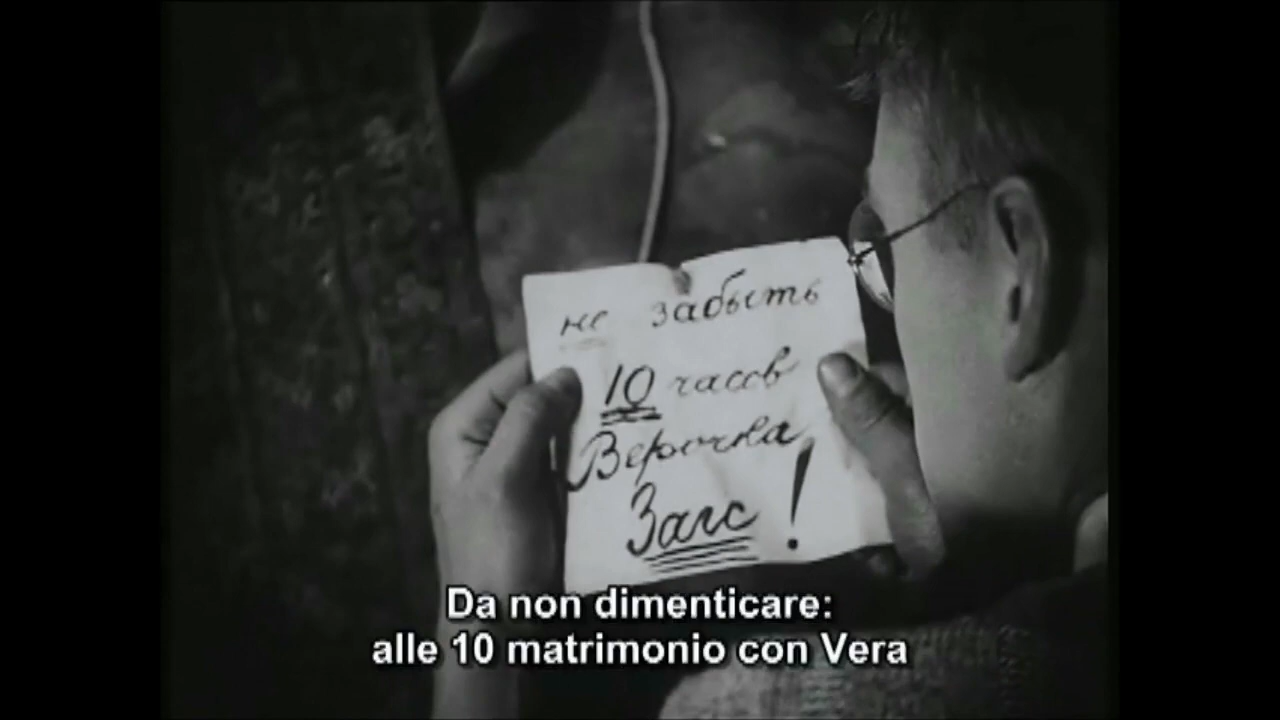 не забыть
10 часов
Верочка
Загс!
Da non dimenticare:
alle 10 matrimonio con Vera